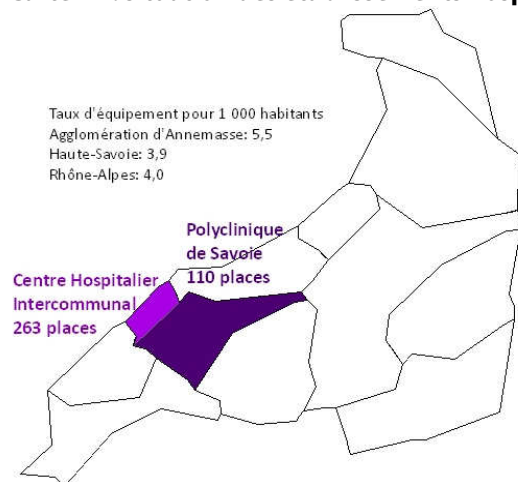 Taux d'équipement pour 1 000 habitants
Agglomération d'Annemasse: 5,5
Haute-Savoie: 3,9
Rhône-Alpes: 4,0
Polyclinique
de Savoie
110 places
Centre Hospitalier
Intercommunal
263 places